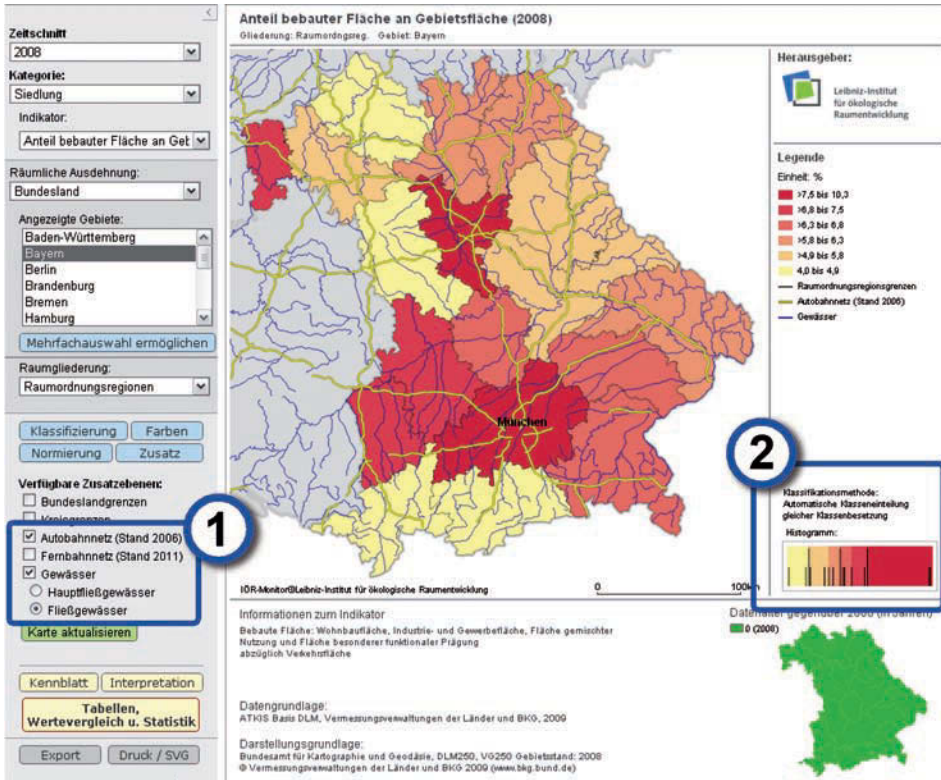 Zeitschnitt
2008
Kategorie:
Siedlung
Indikator:
Anteil bebauter Fläche an Get
Räumliche Ausdehnung:
Bundesland
Angezeigte Gebiete:
Baden-Württemberg
Bayern
Berlin
Brandenburg
Bremen
Hamburg
Mehrfachauswahl ermöglichen
Raumgliederung:
Raumordnungsregionen
Klassifizierung
Farben
Normierung
Zusatz
Verfügbare Zusatzebenen:
Bundeslandgrenzen
Kreisgrenzen
Autobahnnetz (Stand 2006)
Fernbahnnetz (Stand 2011)
Gewässer
Hauptfließgewässer
Fließgewässer
Karte aktualisieren
Kennblatt
Interpretation
Tabellen,
Wertevergleich u. Statistik
Export
Druck / SVG
1
Anteil bebauter Fläche an Gebietsfläche (2008)
Gliederung: Raumordngsreg. Gebiet: Bayern
München
IÖR-Monitor©Leibniz-Institut für ökologische Raumentwicklung
0 100km
Herausgeber:
Leibniz-Institut
für ökologische
Raumentwicklung
Legende
Einheit: %
>7,5 bis 10,3
>6,8 bis 7,5
>6,3 bis 6,8
>5,8 bis 6,3
>4,9 bis 5,8
4,0 bis 4,9
Raumordnungsregionsgrenzen
Autobahnnetz (Stand 2006)
Gewässer
2
Klassifikationsmethode:
Automatische Klasseneinteilung
gleicher Klassenbesetzung
Histogramm:
Informationen zum Indikator
Bebaute Fläche: Wohnbaufläche, Industrie- und Gewerbefläche, Fläche gemischter
Nutzung und Fläche besonderer funktionaler Prägung
abzüglich Verkehrsfläche
Datenalter gegenüber 2008 (in Jahren)
0 (2008)
Datengrundlage:
ATKIS Basis DLM, Vermessungsverwaltungen der Länder und BKG, 2009
Darstellungsgrundlage:
Bundesamt für Kartographie und Geodäsie, DLM250, VG250 Gebietsstand: 2008
© Vermessungsverwaltungen der Länder und BKG 2009 (www.bkg.bund.de)